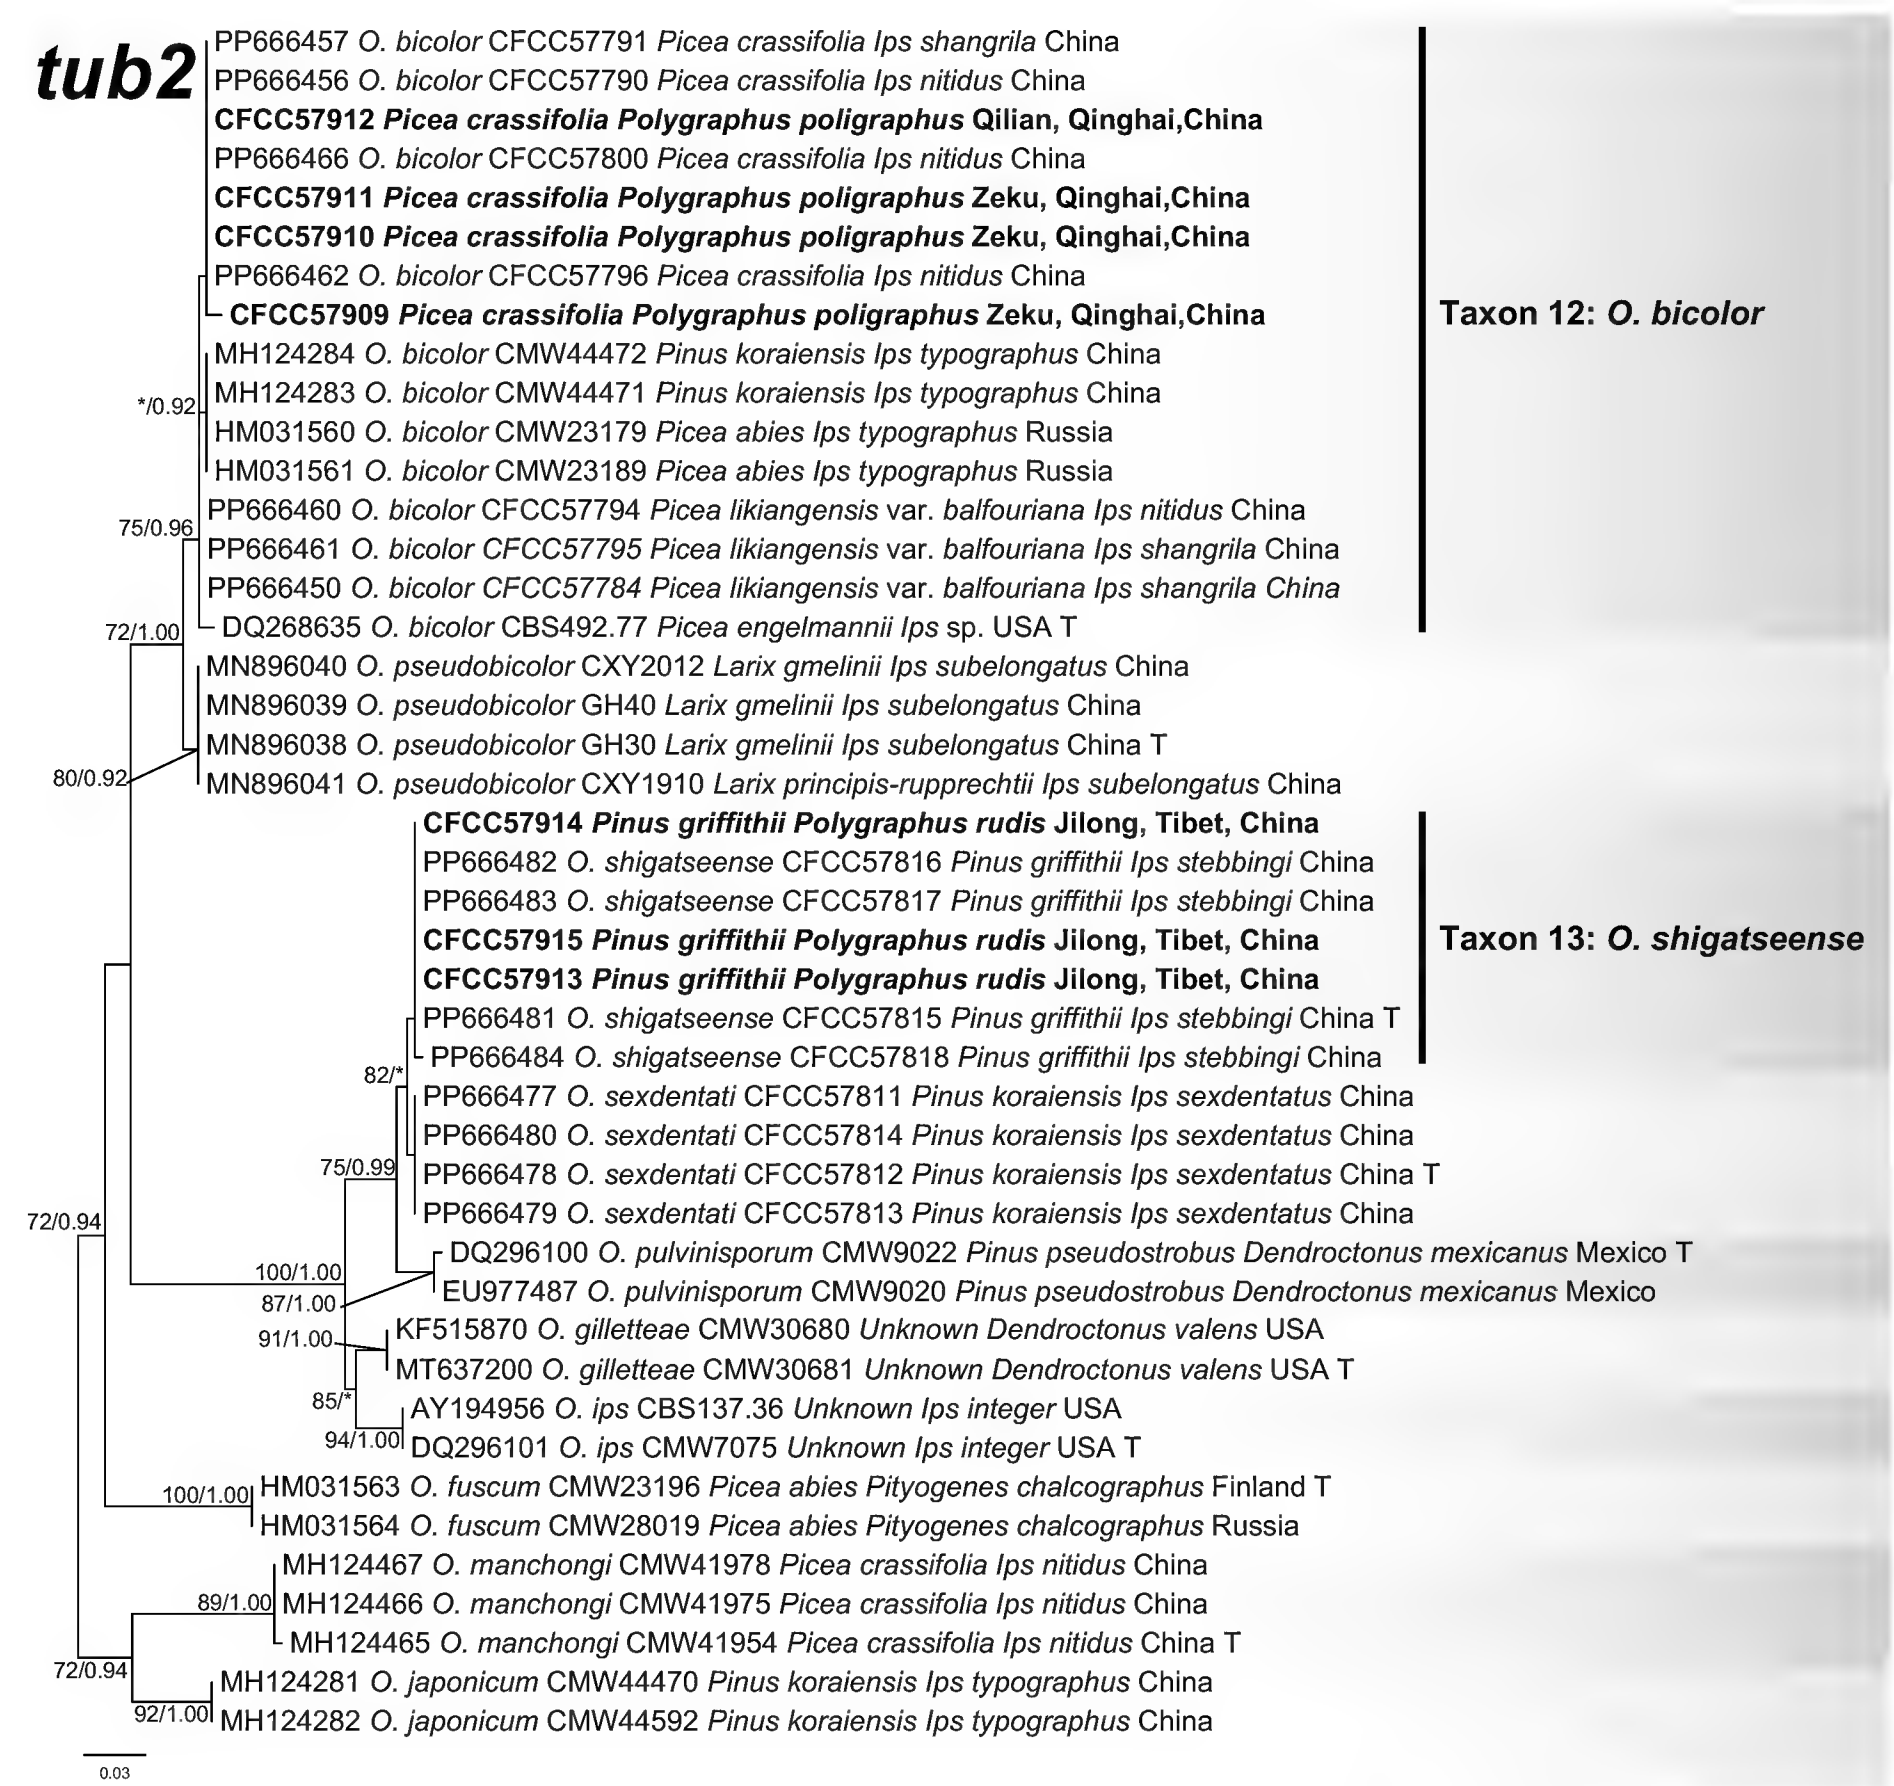 tub2
PP666457 O. bicolor CFCC57791 Picea crassifolia Ips shangrila China
PP666456 O. bicolor CFCC57790 Picea crassifolia Ips nitidus China
CFCC57912 Picea crassifolia Polygraphus poligraphus Qilian, Qinghai,China
PP666466 O. bicolor CFCC57800 Picea crassifolia Ips nitidus China
CFCC57911 Picea crassifolia Polygraphus poligraphus Zeku, Qinghai,China
CFCC57910 Picea crassifolia Polygraphus poligraphus Zeku, Qinghai,China
PP666462 O. bicolor CFCC57796 Picea crassifolia Ips nitidus China
CFCC57909 Picea crassifolia Polygraphus poligraphus Zeku, Qinghai,China
Taxon 12: O. bicolor
MH124284 O. bicolor CMW44472 Pinus koraiensis Ips typographus China
MH124283 O. bicolor CMW44471 Pinus koraiensis Ips typographus China
*/0.92
HM031560 O. bicolor CMW23179 Picea abies Ips typographus Russia
HM031561 O. bicolor CMW23189 Picea abies Ips typographus Russia
PP666460 O. bicolor CFCC57794 Picea likiangensis var. balfouriana Ips nitidus China
75/0.96
PP666461 O. bicolor CFCC57795 Picea likiangensis var. balfouriana Ips shangrila China
PP666450 O. bicolor CFCC57784 Picea likiangensis var. balfouriana Ips shangrila China
DQ268635 O. bicolor CBS492.77 Picea engelmannii Ips sp. USA T
72/1.00
MN896040 O. pseudobicolor CXY2012 Larix gmelinii Ips subelongatus China
MN896039 O. pseudobicolor GH40 Larix gmelinii Ips subelongatus China
MN896038 O. pseudobicolor GH30 Larix gmelinii Ips subelongatus China T
80/0.92
MN896041 O. pseudobicolor CXY1910 Larix principis-rupprechtii Ips subelongatus China
CFCC57914 Pinus griffithii Polygraphus rudis Jilong, Tibet, China
PP666482 O. shigatseense CFCC57816 Pinus griffithii Ips stebbingi China
PP666483 O. shigatseense CFCC57817 Pinus griffithii Ips stebbingi China
CFCC57915 Pinus griffithii Polygraphus rudis Jilong, Tibet, China
Taxon 13: O. shigatseense
CFCC57913 Pinus griffithii Polygraphus rudis Jilong, Tibet, China
PP666481 O. shigatseense CFCC57815 Pinus griffithii Ips stebbingi China T
PP666484 O. shigatseense CFCC57818 Pinus griffithii Ips stebbingi China
82/*
PP666477 O. sexdentati CFCC57811 Pinus koraiensis Ips sexdentatus China
PP666480 O. sexdentati CFCC57814 Pinus koraiensis Ips sexdentatus China
75/0.99
PP666478 O. sexdentati CFCC57812 Pinus koraiensis Ips sexdentatus China T
PP666479 O. sexdentati CFCC57813 Pinus koraiensis Ips sexdentatus China
72/0.94
DQ296100 O. pulvinisporum CMW9022 Pinus pseudostrobus Dendroctonus mexicanus Mexico T
100/1.00
EU977487 O. pulvinisporum CMW9020 Pinus pseudostrobus Dendroctonus mexicanus Mexico
87/1.00
KF515870 O. gilletteae CMW30680 Unknown Dendroctonus valens USA
91/1.00
MT637200 O. gilletteae CMW30681 Unknown Dendroctonus valens USA T
85/*
AY194956 O. ips CBS137.36 Unknown Ips integer USA
94/1.00
DQ296101 O. ips CMW7075 Unknown Ips integer USA T
HM031563 O. fuscum CMW23196 Picea abies Pityogenes chalcographus Finland T
100/1.00
HM031564 O. fuscum CMW28019 Picea abies Pityogenes chalcographus Russia
MH124467 O. manchongi CMW41978 Picea crassifolia Ips nitidus China
89/1.00
MH124466 O. manchongi CMW41975 Picea crassifolia Ips nitidus China
MH124465 O. manchongi CMW41954 Picea crassifolia Ips nitidus China T
72/0.94
MH124281 O. japonicum CMW44470 Pinus koraiensis Ips typographus China
92/1.00
MH124282 O. japonicum CMW44592 Pinus koraiensis Ips typographus China
0.03